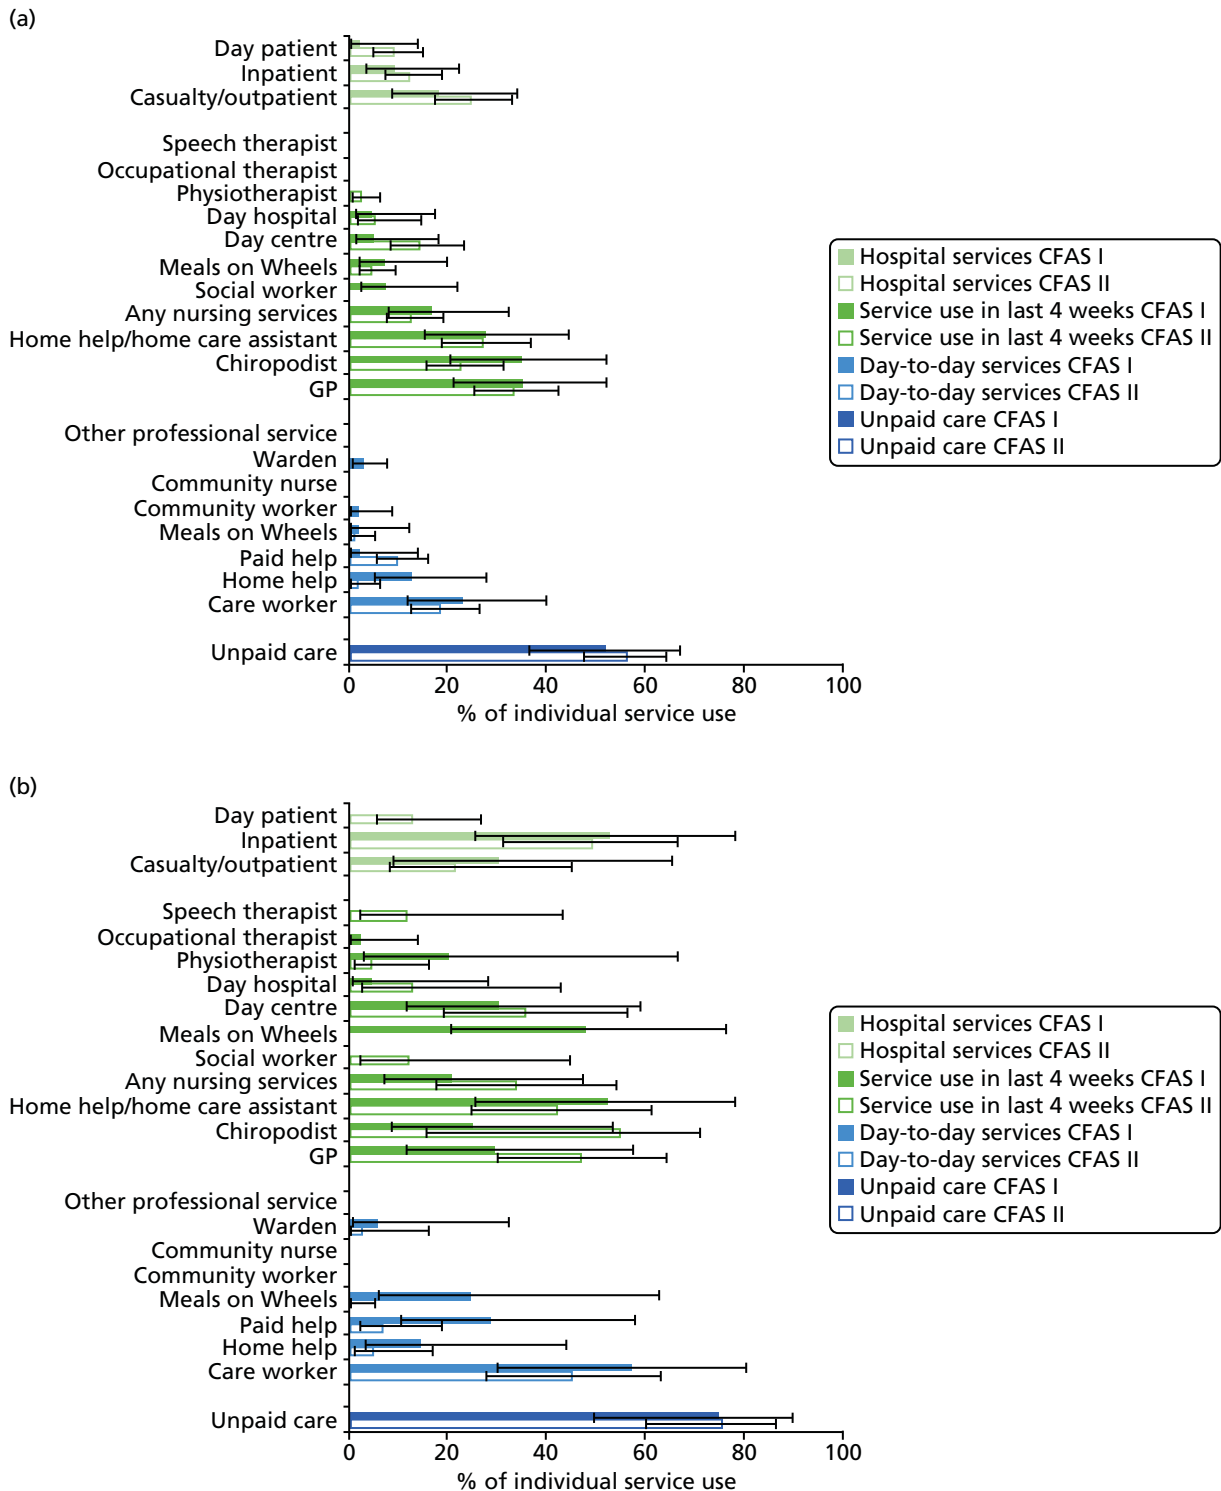 (a)
Day patient
Inpatient
Casualty/outpatient
Speech therapist
Occupational therapist
Physiotherapist
Day hospital
Day centre
Meals on Wheels
Social worker
Any nursing services
Home help/home care assistant
Chiropodist
GP
Other professional service
Warden
Community nurse
Community worker
Meals on Wheels
Paid help
Home help
Care worker
Unpaid care
0 20 40 60 80 100
% of individual service use
Hospital services CFAS I
Hospital services CFAS II
Service use in last 4 weeks CFAS I
Service use in last 4 weeks CFAS II
Day-to-day services CFAS I
Day-to-day services CFAS II
Unpaid care CFAS I
Unpaid care CFAS II
(b)
Day patient
Inpatient
Casualty/outpatient
Speech therapist
Occupational therapist
Physiotherapist
Day hospital
Day centre
Meals on Wheels
Social worker
Any nursing services
Home help/home care assistant
Chiropodist
GP
Other professional service
Warden
Community nurse
Community worker
Meals on Wheels
Paid help
Home help
Care worker
Unpaid care
0 20 40 60 80 100
% of individual service use
Hospital services CFAS I
Hospital services CFAS II
Service use in last 4 weeks CFAS I
Service use in last 4 weeks CFAS II
Day-to-day services CFAS I
Day-to-day services CFAS II
Unpaid care CFAS I
Unpaid care CFAS II